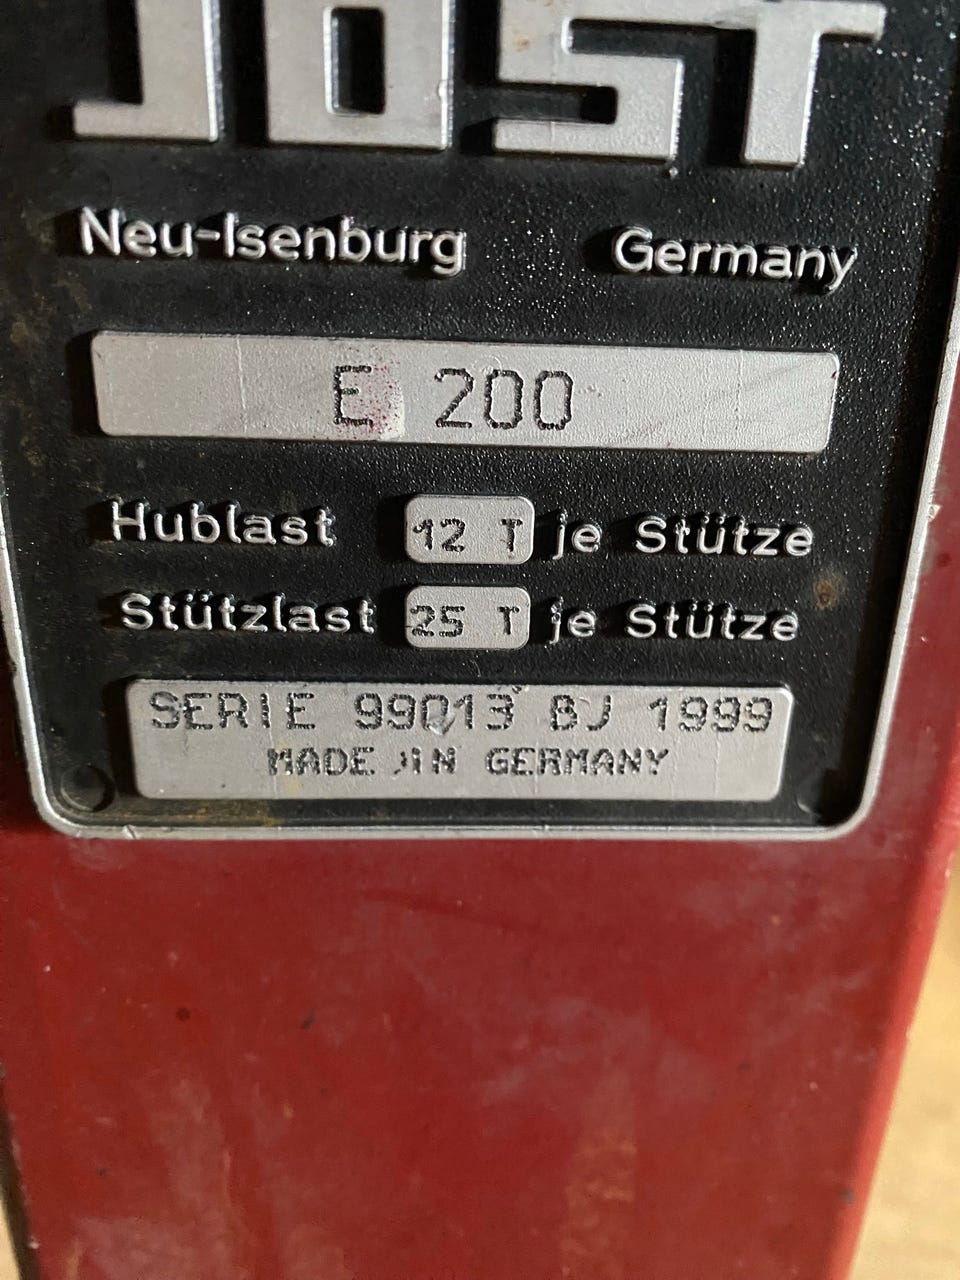 JOST
Neu-Isenburg Germany
E 200
Hublast 12 T je Stütze
Stützlast 25 T je Stütze
SERIE 99013 BJ 1999
MADE IN GERMANY